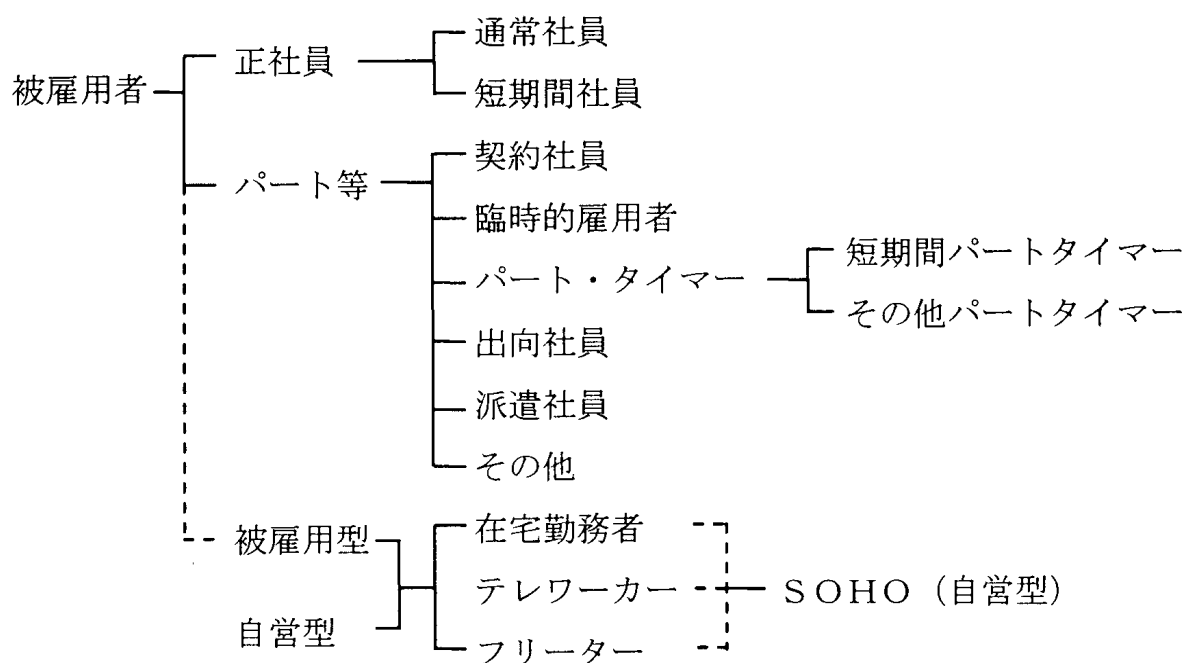 通常社員
正社員
被雇用者
短期間社員
契約社員
パート等
臨時的雇用者
短期間パートタイマー
パート・タイマー
その他パートタイマー
出向社員
派遣社員
その他
在宅勤務者
被雇用型
テレワーカー
SOHO（自営型）
自営型
フリーター